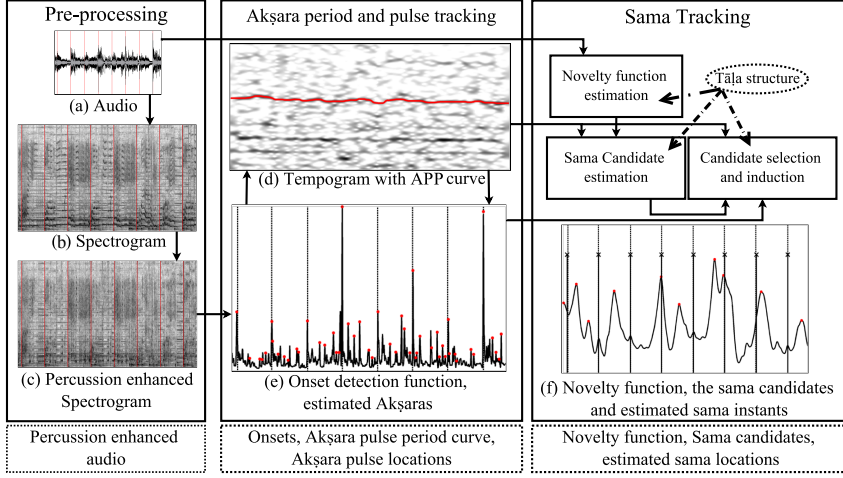 Pre-processing
(a) Audio
(b) Spectrogram
(c) Percussion enhanced
Spectrogram
Percussion enhanced
audio
Akṣara period and pulse tracking
(d) Tempogram with APP curve
(e) Onset detection function,
estimated Akṣaras
Onsets, Akṣara pulse period curve,
Akṣara pulse locations
Sama Tracking
Novelty function
estimation
Tāḷa structure
Sama Candidate
estimation
Candidate selection
and induction
(f) Novelty function, the sama candidates
and estimated sama instants
Novelty function, Sama candidates,
estimated sama locations